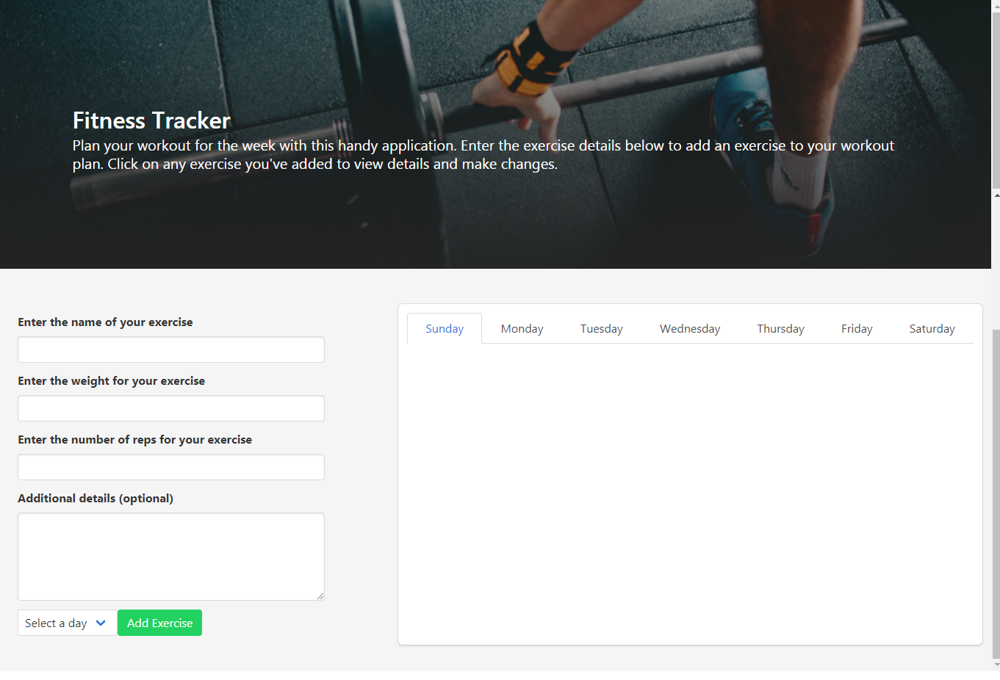 Fitness Tracker
Plan your workout for the week with this handy application. Enter the exercise details below to add an exercise to your workout
plan. Click on any exercise you've added to view details and make changes.
Enter the name of your exercise
Enter the weight for your exercise
Enter the number of reps for your exercise
Additional details (optional)
Select a day
Add Exercise
Sunday Monday Tuesday Wednesday Thursday Friday Saturday